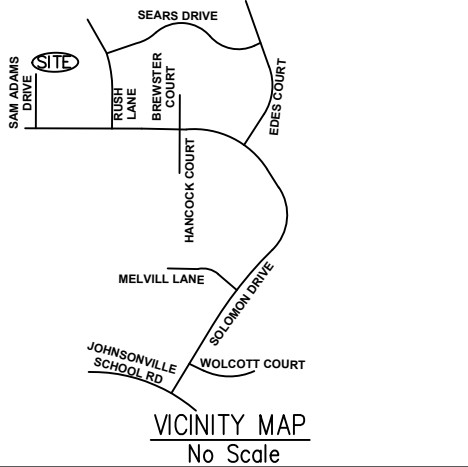 SEARS DRIVE
SITE
SAM ADAMS
DRIVE
RUSH
LANE
BREWSTER
COURT
EDES COURT
HANCOCK COURT
MELVILL LANE
SOLOMON DRIVE
JOHNSONVILLE
SCHOOL RD
WOLCOTT COURT
VICINITY MAP
No Scale